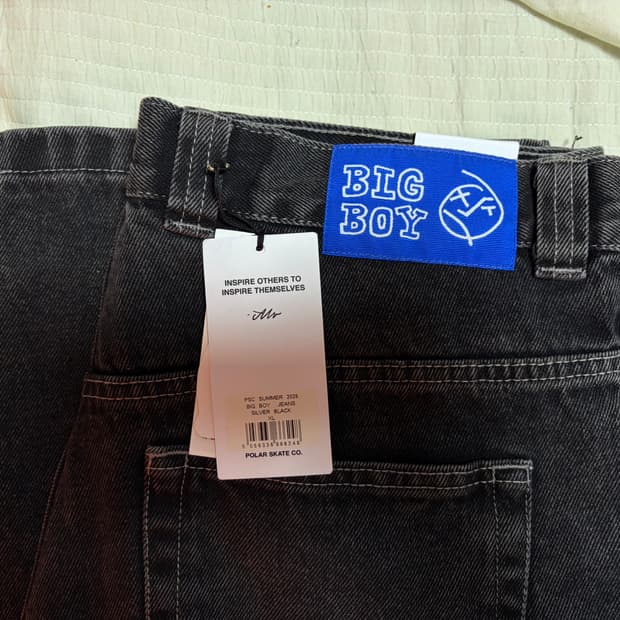 BIG
BOY
INSPIRE OTHERS TO
INSPIRE THEMSELVES
PSC SUMMER 2025
BIG BOY JEANS
SILVER BLACK
XL
POLAR SKATE CO.